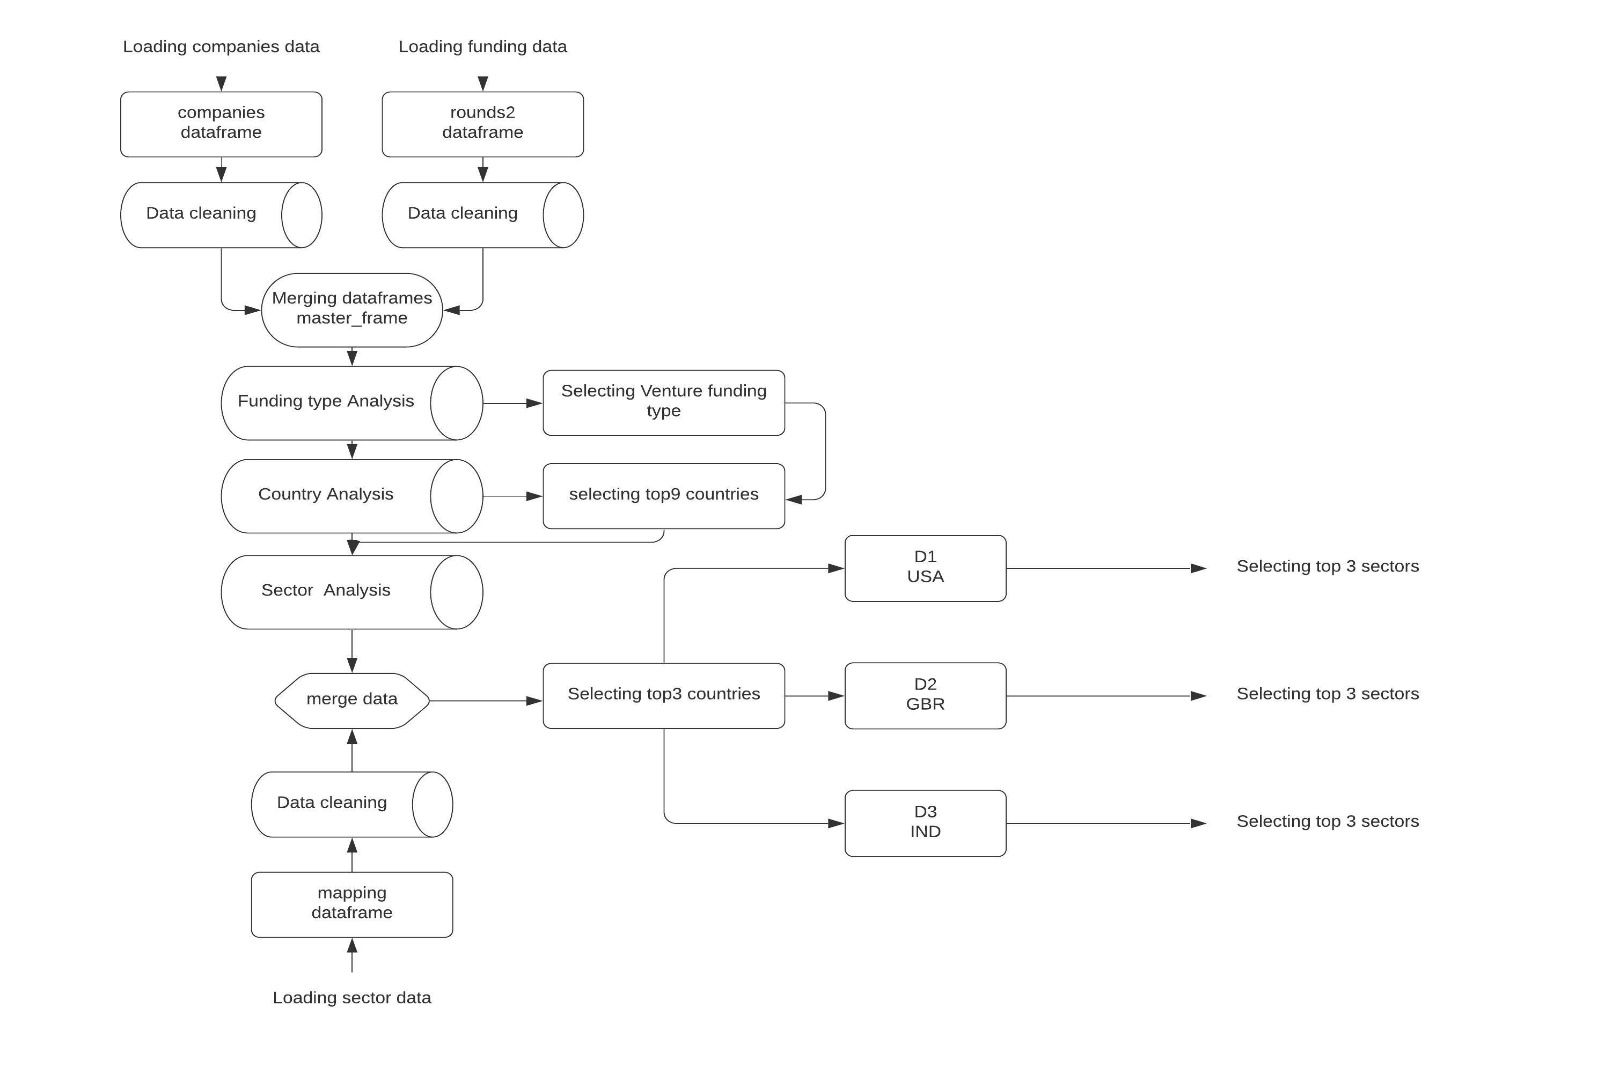 Loading companies data
Loading funding data
companies
dataframe
rounds2
dataframe
Data cleaning
Data cleaning
Merging dataframes
master_frame
Funding type Analysis
Selecting Venture funding
type
Country Analysis
selecting top9 countries
Sector  Analysis
D1
USA
Selecting top 3 sectors
merge data
Selecting top3 countries
D2
GBR
Selecting top 3 sectors
Data cleaning
D3
IND
Selecting top 3 sectors
mapping
dataframe
Loading sector data